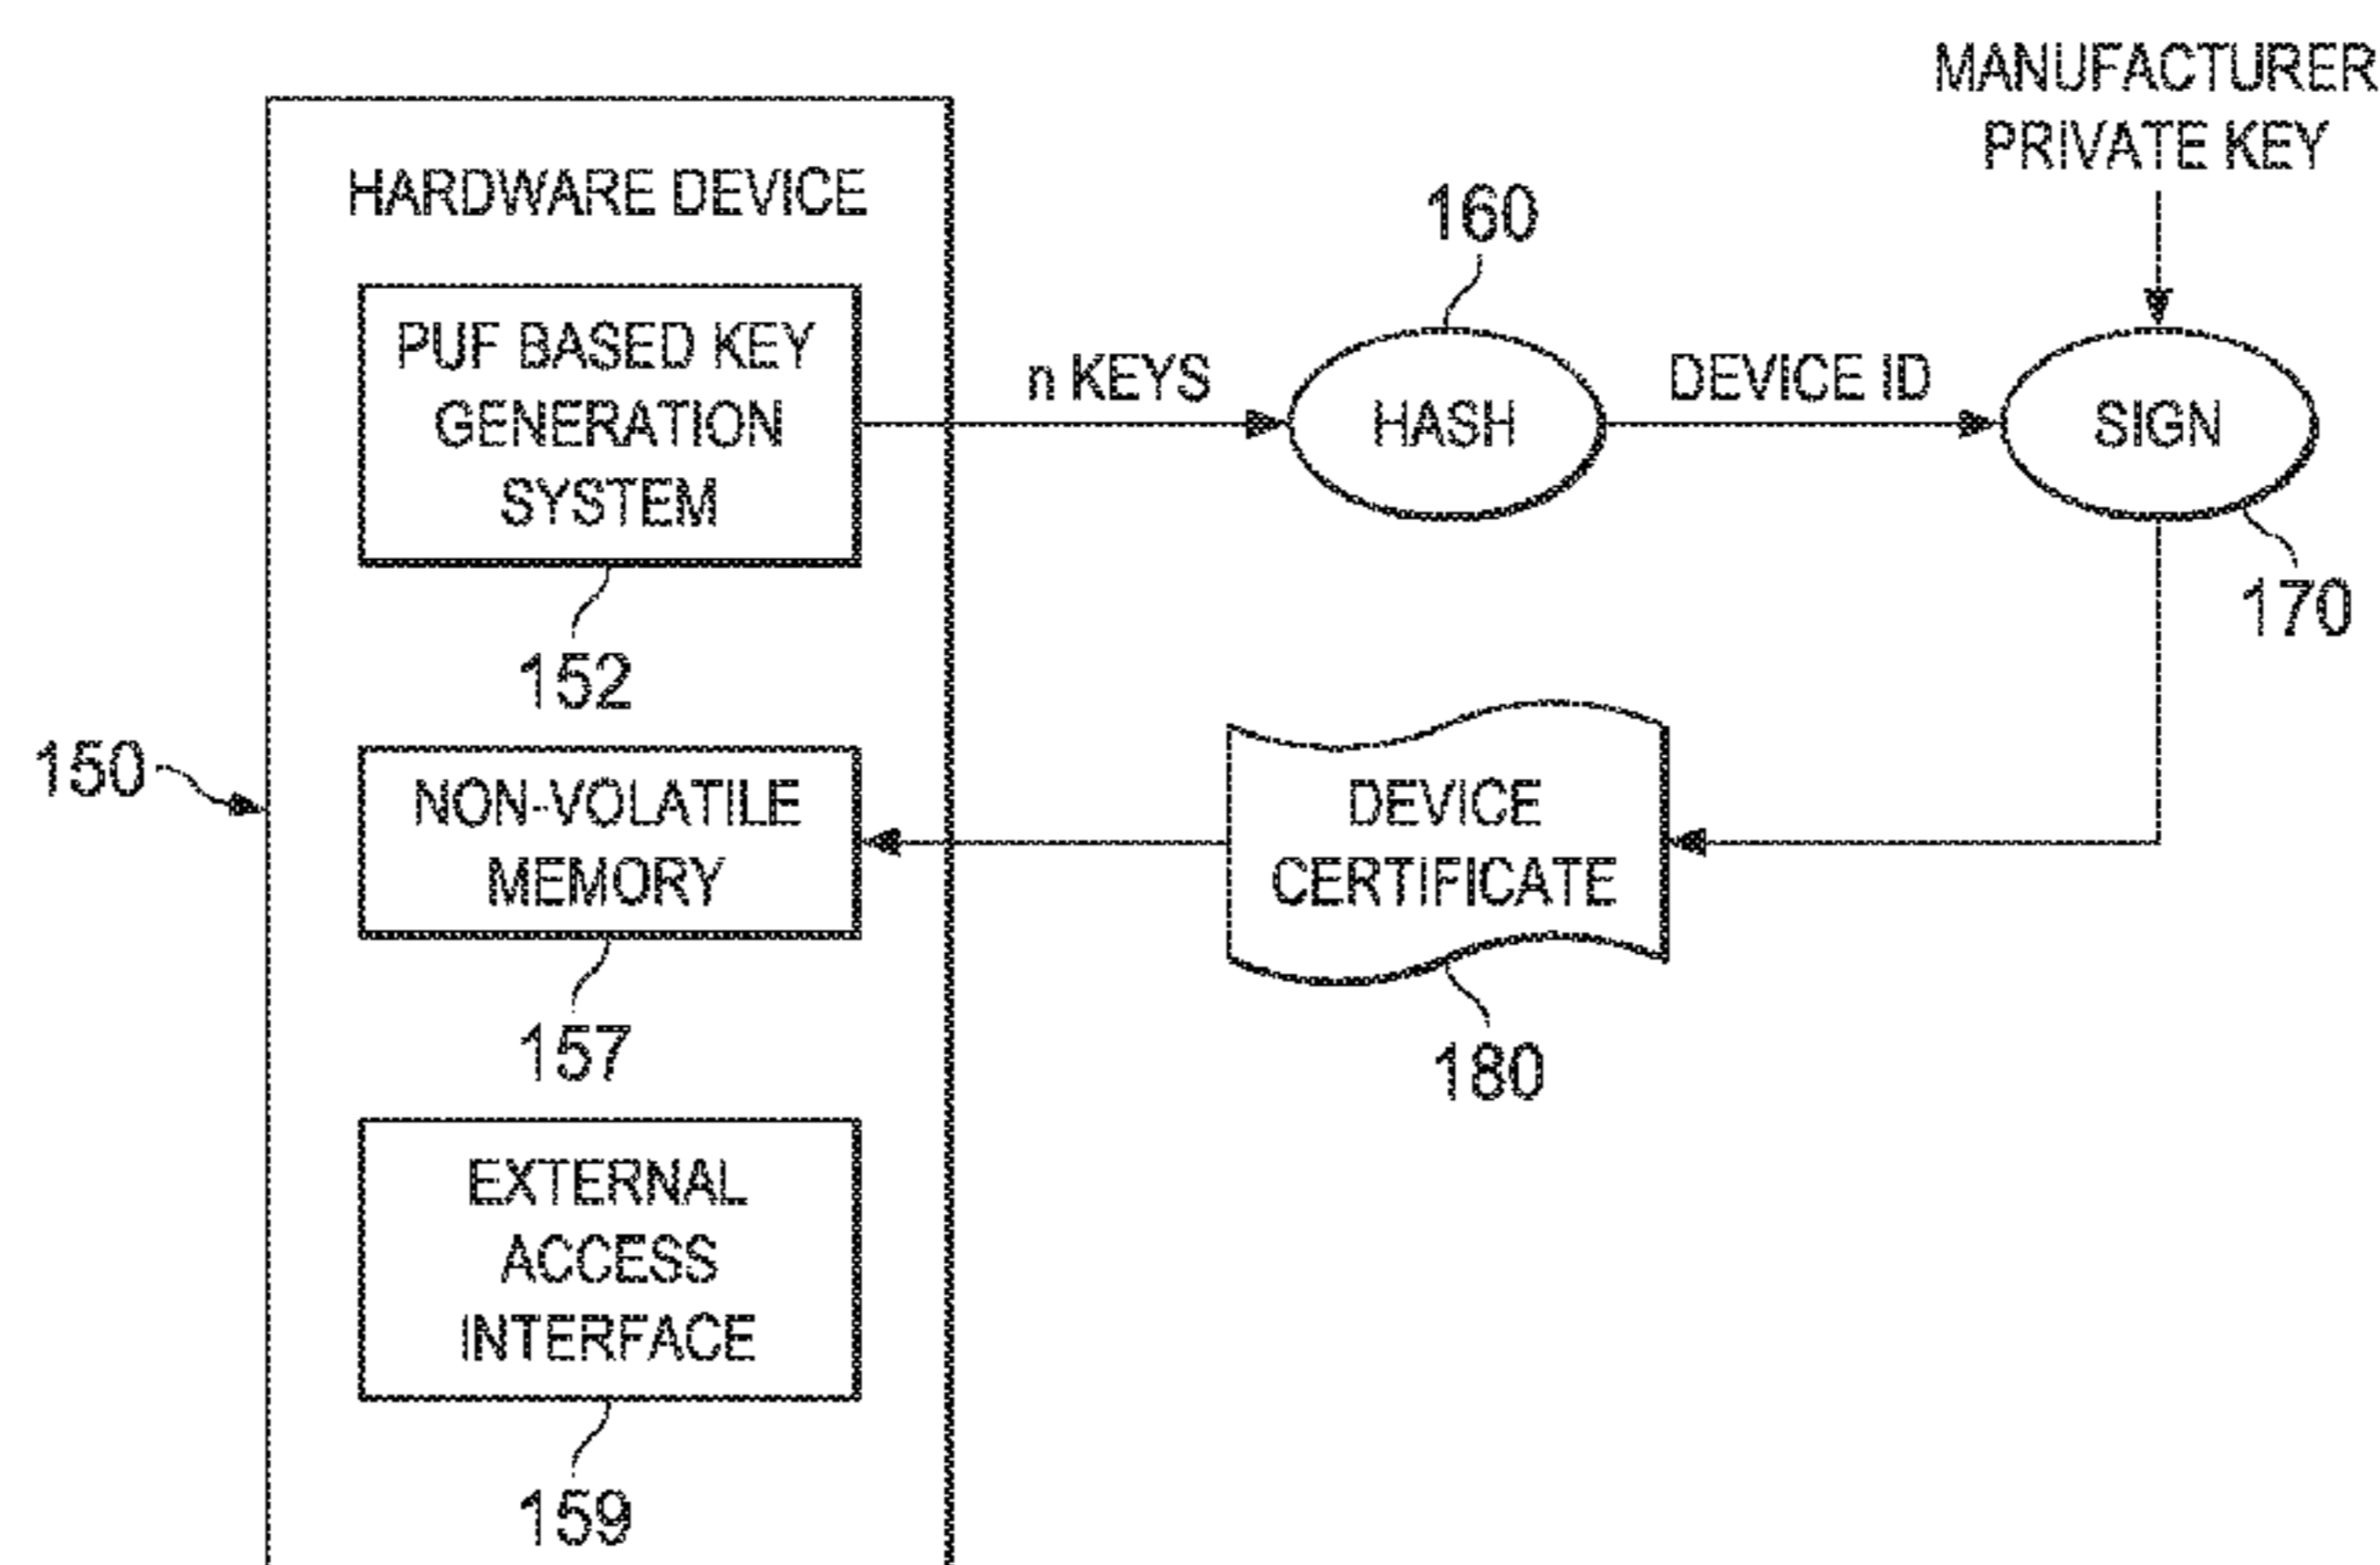 MANUFACTURER
PRIVATE KEY
HARDWARE DEVICE
160
PUF BASED KEY
GENERATION
SYSTEM
n KEYS
HASH
DEVICE ID
SIGN
152
170
150
NON-VOLATILE
MEMORY
DEVICE
CERTIFICATE
157
180
EXTERNAL
ACCESS
INTERFACE
159